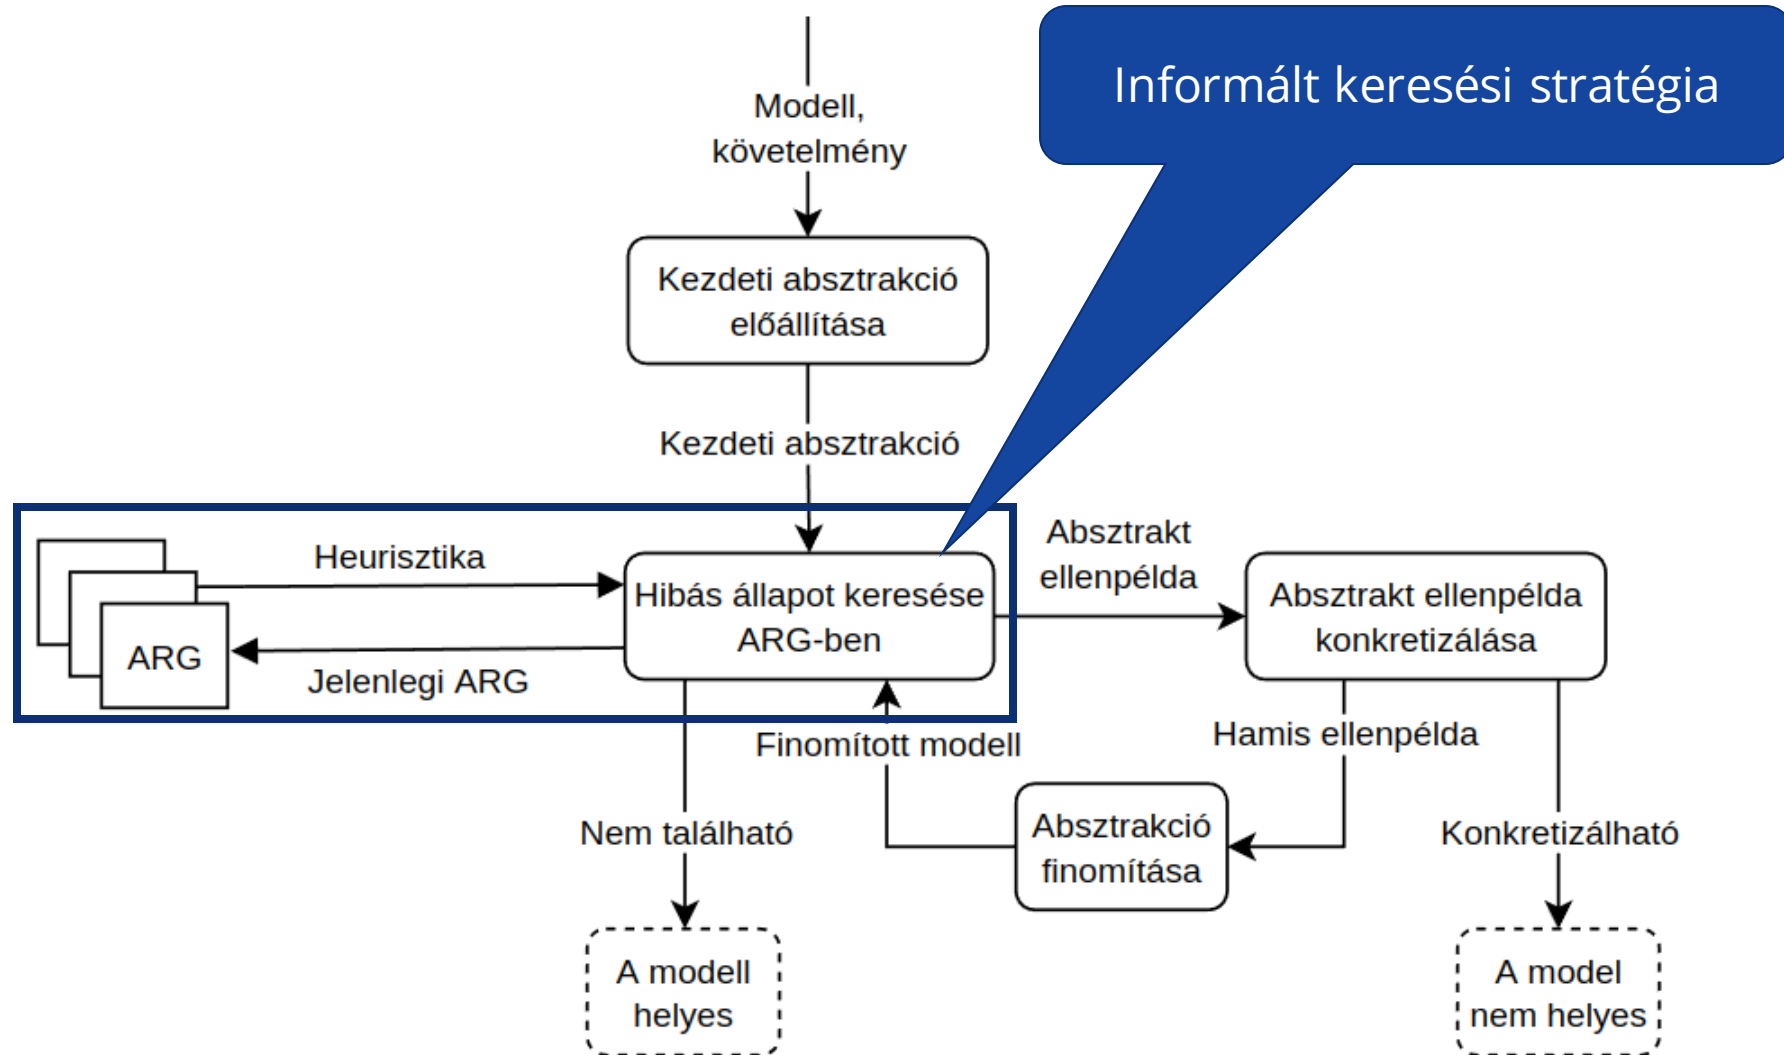 Informált keresési stratégia
Modell,
követelmény
Kezdeti absztrakció
előállítása
Kezdeti absztrakció
Heurisztika
ARG
Jelenlegi ARG
Hibás állapot keresése
ARG-ben
Absztrakt
ellenpélda
Absztrakt ellenpélda
konkretizálása
Finomított modell
Hamis ellenpélda
Nem található
Absztrakció
finomítása
Konkretizálható
A modell
helyes
A model
nem helyes